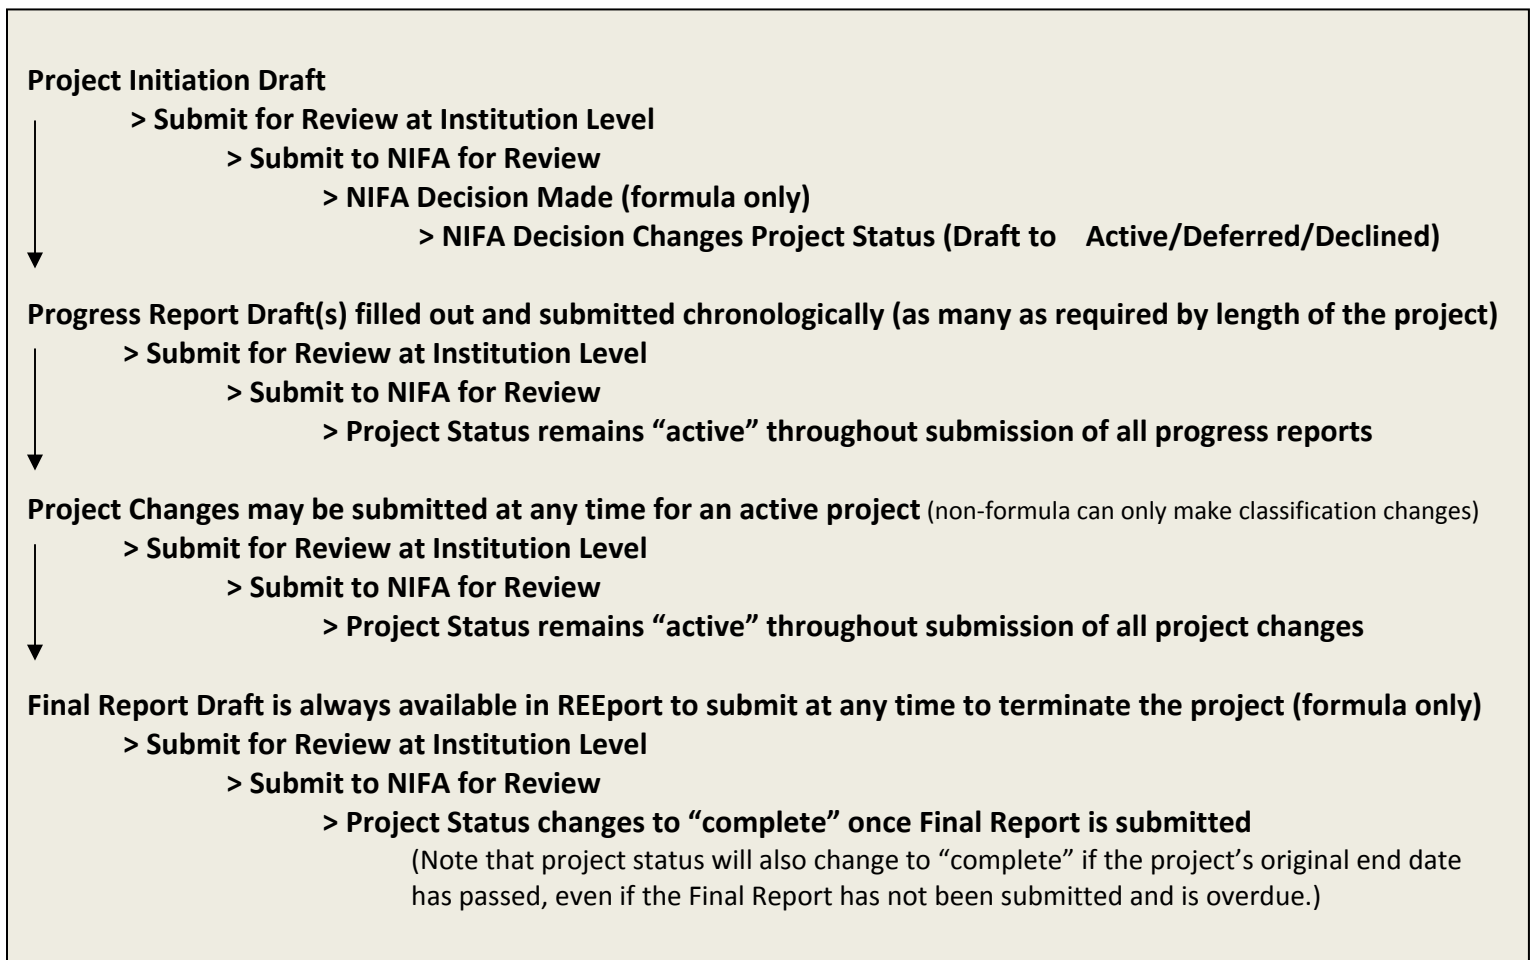 Project Initiation Draft
> Submit for Review at Institution Level
> Submit to NIFA for Review
> NIFA Decision Made (formula only)
> NIFA Decision Changes Project Status (Draft to Active/Deferred/Declined)
Progress Report Draft(s) filled out and submitted chronologically (as many as required by length of the project)
> Submit for Review at Institution Level
> Submit to NIFA for Review
> Project Status remains “active” throughout submission of all progress reports
Project Changes may be submitted at any time for an active project (non-formula can only make classification changes)
> Submit for Review at Institution Level
> Submit to NIFA for Review
> Project Status remains “active” throughout submission of all project changes
Final Report Draft is always available in REEport to submit at any time to terminate the project (formula only)
> Submit for Review at Institution Level
> Submit to NIFA for Review
> Project Status changes to “complete” once Final Report is submitted
(Note that project status will also change to “complete” if the project’s original end date
has passed, even if the Final Report has not been submitted and is overdue.)